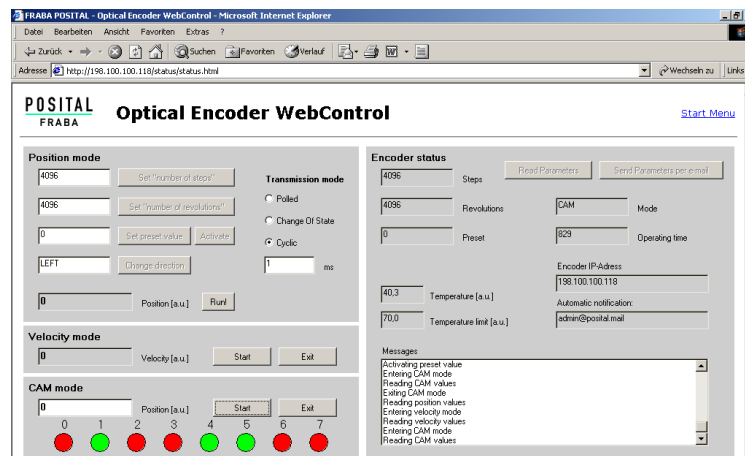 FRABA POSITAL - Optical Encoder WebControl - Microsoft Internet Explorer
Datei Bearbeiten Ansicht Favoriten Extras ?
Zurück Suchen Favoriten Verlauf
Adresse http://198.100.100.118/status/status.html Wechseln zu Links
POSITAL
FRABA
Optical Encoder WebControl
Start Menu
Position mode
4096 Set "number of steps"
4096 Set "number of revolutions"
0 Set preset value Activate
LEFT Change direction
0 Position [a.u.] Run!
Transmission mode
Polled
Change Of State
Cyclic
1 ms
Velocity mode
0 Velocity [a.u.] Start Exit
CAM mode
0 Position [a.u.] Start Exit
0 1 2 3 4 5 6 7
Encoder status
Read Parameters Send Parameters per e-mail
4096 Steps
4096 Revolutions CAM Mode
0 Preset 829 Operating time
Encoder IP-Adress
198.100.100.118
40,3 Temperature [a.u.]
Automatic notification:
70,0 Temperature limit [a.u.] admin@posital.mail
Messages
Activating preset value
Entering CAM mode
Reading CAM values
Exiting CAM mode
Reading position values
Entering velocity mode
Reading velocity values
Entering CAM mode
Reading CAM values